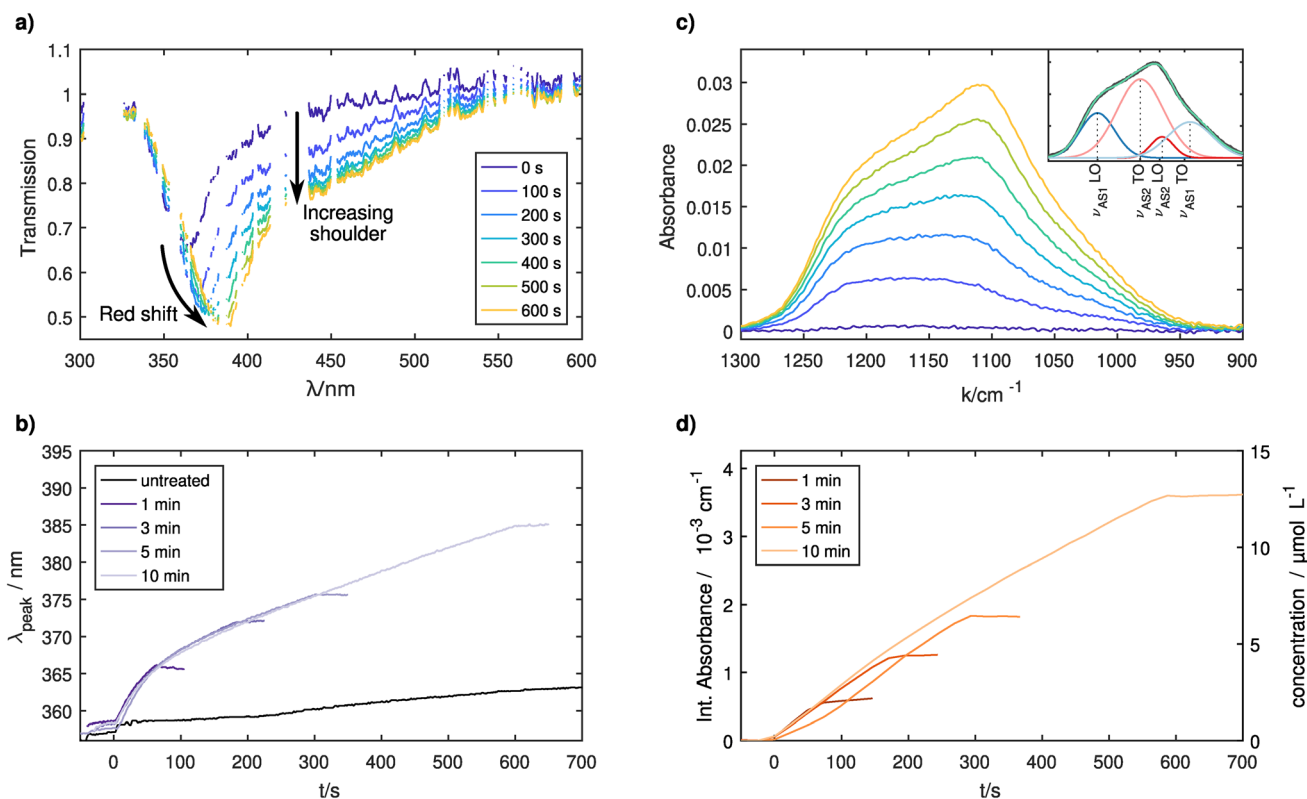 a)
1.1
1
0.9
0.8
0.7
0.6
0.5
Transmission
300
350
400
450
500
550
600
λ/nm
Red shift
Increasing
shoulder
0 s
100 s
200 s
300 s
400 s
500 s
600 s
c)
0.03
0.025
0.02
0.015
0.01
0.005
0
Absorbance
1300
1250
1200
1150
1100
1050
1000
950
900
k/cm -1
LO
TO
LO
TO
νAS1
νAS2
νAS2
νAS1
b)
395
390
385
380
375
370
365
360
λpeak / nm
0
100
200
300
400
500
600
700
t/s
untreated
1 min
3 min
5 min
10 min
d)
4
3
2
1
0
Int. Absorbance / 10-3 cm-1
0
100
200
300
400
500
600
700
t/s
1 min
3 min
5 min
10 min
15
10
5
0
concentration / μmol L-1